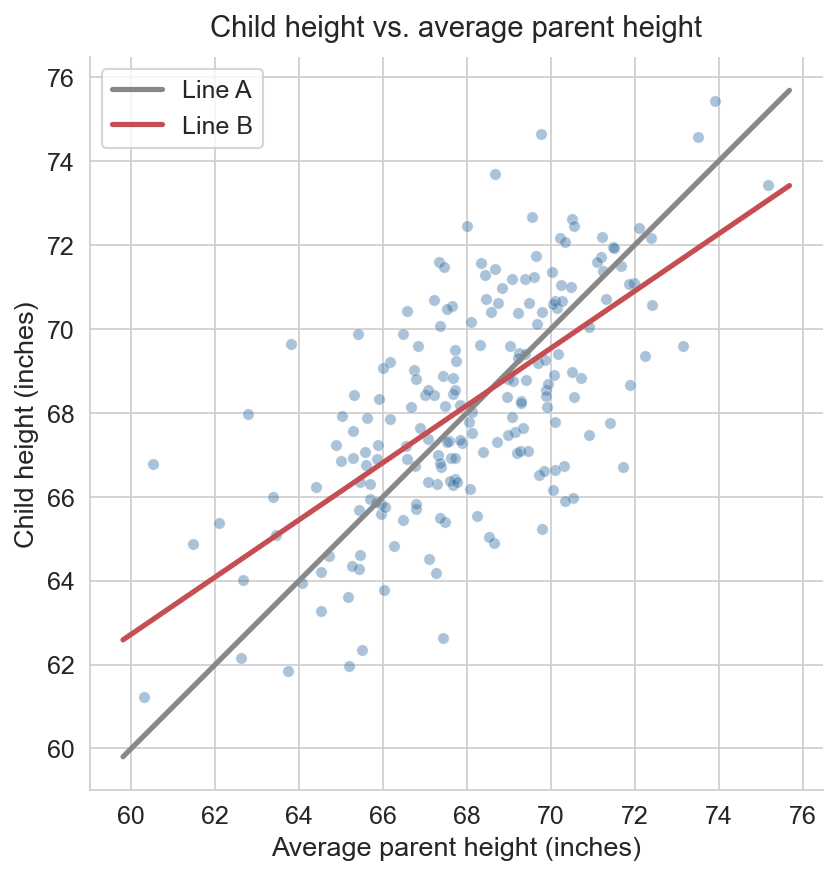 Child height vs. average parent height
Line A
Line B
Child height (inches)
76
74
72
70
68
66
64
62
60
60 62 64 66 68 70 72 74 76
Average parent height (inches)